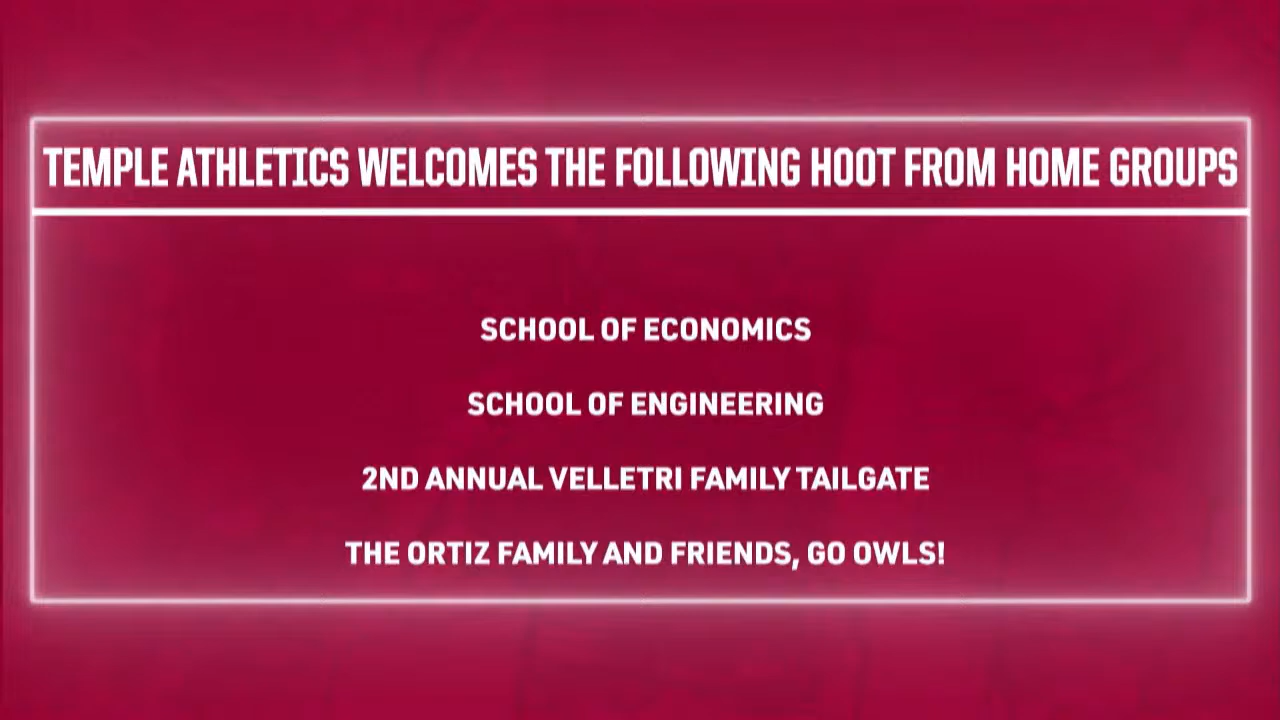 TEMPLE ATHLETICS WELCOMES THE FOLLOWING HOOT FROM HOME GROUPS
SCHOOL OF ECONOMICS
SCHOOL OF ENGINEERING
2ND ANNUAL VELLETRI FAMILY TAILGATE
THE ORTIZ FAMILY AND FRIENDS, GO OWLS!